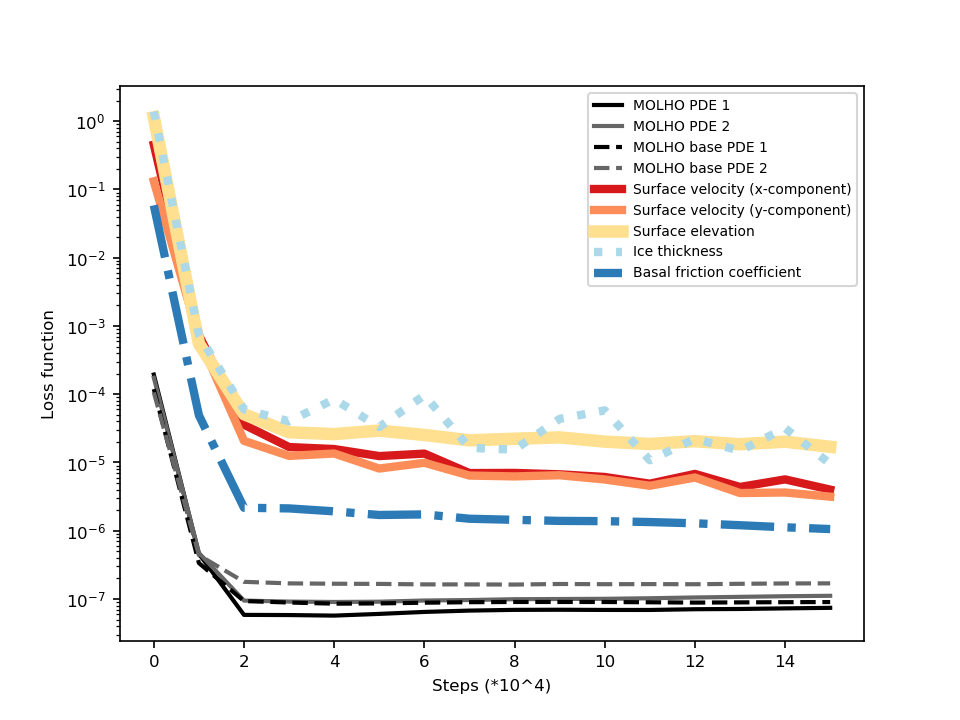 MOLHO PDE 1
MOLHO PDE 2
MOLHO base PDE 1
MOLHO base PDE 2
Surface velocity (x-component)
Surface velocity (y-component)
Surface elevation
Ice thickness
Basal friction coefficient
Loss function
10^0
10^-1
10^-2
10^-3
10^-4
10^-5
10^-6
10^-7
0 2 4 6 8 10 12 14
Steps (*10^4)